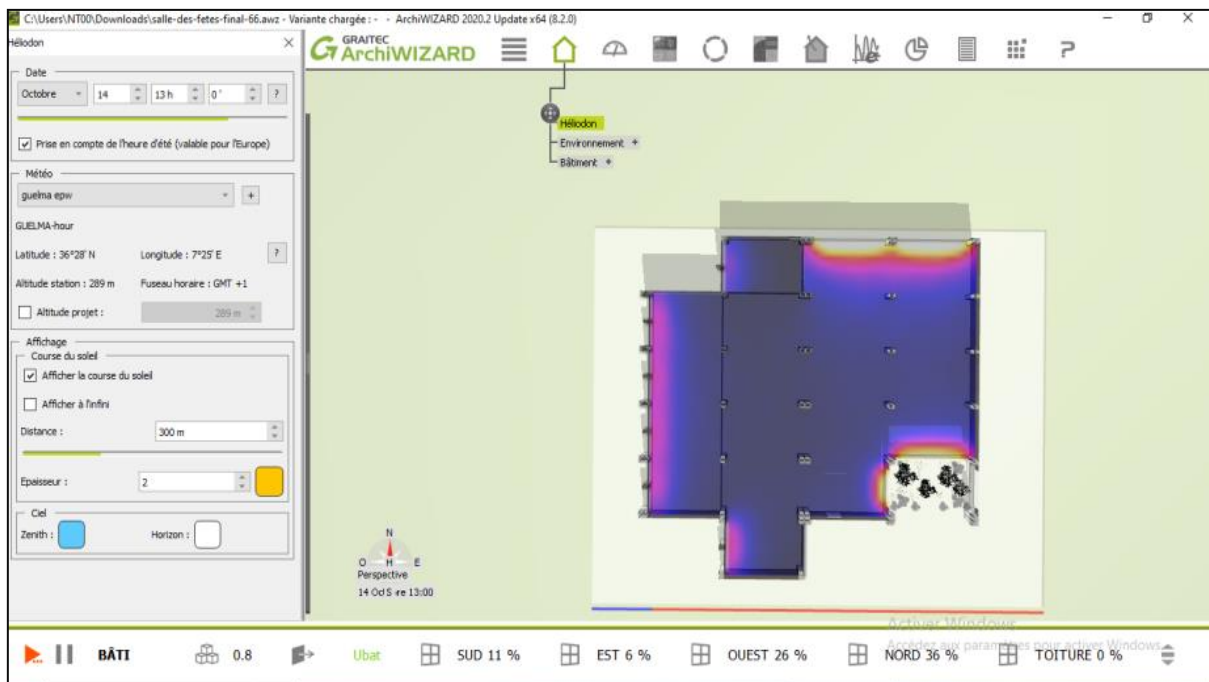 C:\Users\NT00\Downloads\salle-des-fetes-final-66.awz - Variante chargée : - - ArchiWIZARD 2020.2 Update x64 (8.2.0)
Héliodon
GRAITEC
ArchiWIZARD
Date
Octobre 14 13 h 0 ' ?
Prise en compte de l'heure d'été (valable pour l'Europe)
Météo
guelma epw +
GUELMA-hour
Latitude : 36°28' N Longitude : 7°25' E ?
Altitude station : 289 m Fuseau horaire : GMT +1
Altitude projet : 289 m
Affichage
Course du soleil
Afficher la course du soleil
Afficher à l'infini
Distance : 300 m
Epaisseur : 2
Ciel
Zenith : Horizon :
Héliodon
Environnement +
Bâtiment +
N
O H E
Perspective
14 Oct 13:00
Activer Windows
Accédez aux paramètres pour activer Windows.
BÂTI 0.8 Ubat SUD 11 % EST 6 % OUEST 26 % NORD 36 % TOITURE 0 %